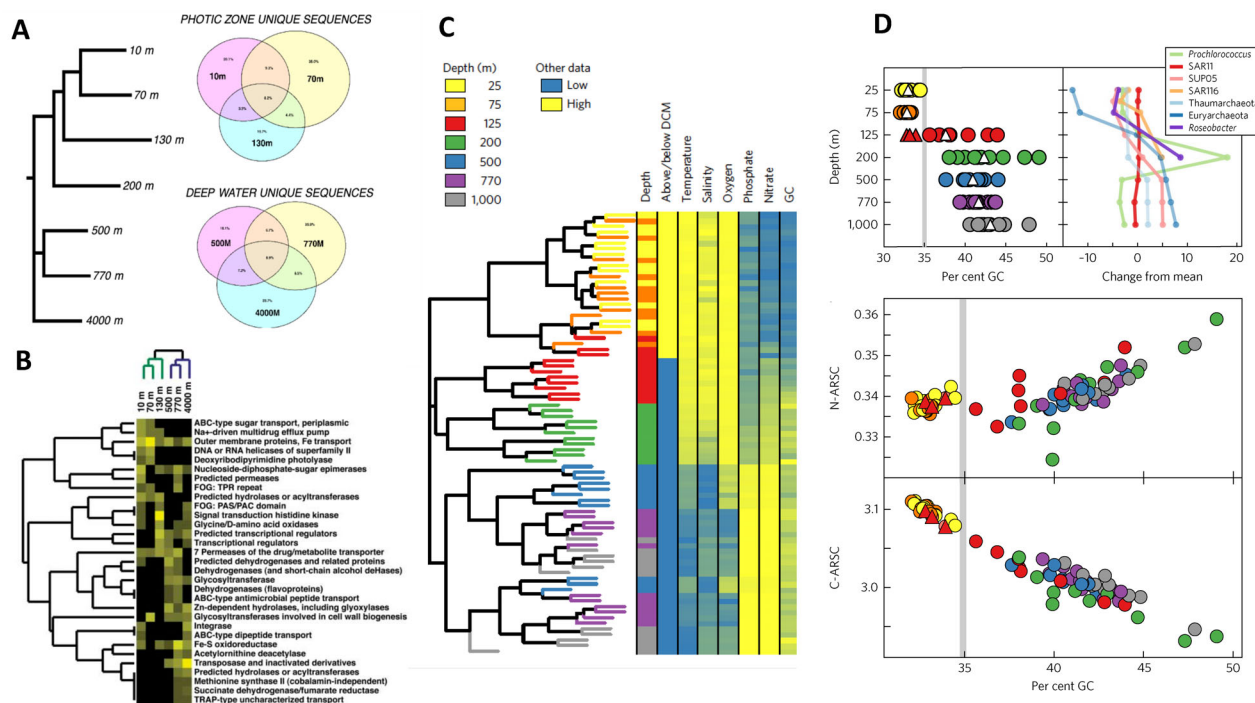 A
PHOTIC ZONE UNIQUE SEQUENCES
10 m
70 m
130 m
200 m
500 m
770 m
4000 m
10m
70m
130m
DEEP WATER UNIQUE SEQUENCES
500M
770M
4000M
B
10 m
70 m
130 m
500 m
770 m
4000 m
ABC-type sugar transport, periplasmic
Na+-driven multidrug efflux pump
Outer membrane proteins, Fe transport
DNA or RNA helicases of superfamily II
Deoxyribodipyrimidine photolyase
Nucleoside-diphosphate-sugar epimerases
Predicted permeases
FOG: TPR repeat
Predicted hydrolases or acyltransferases
FOG: PAS/PAC domain
Signal transduction histidine kinase
Glycine/D-amino acid oxidases
Predicted transcriptional regulators
Transcriptional regulators
7 Permeases of the drug/metabolite transporter
Predicted dehydrogenases and related proteins
Dehydrogenases (and short-chain alcohol deHases)
Glycosyltransferase
Dehydrogenases (flavoproteins)
ABC-type antimicrobial peptide transport
Zn-dependent hydrolases, including glyoxylases
Glycosyltransferases involved in cell wall biogenesis
Integrase
ABC-type dipeptide transport
Fe-S oxidoreductase
Acetylornithine deacetylase
Transposase and inactivated derivatives
Predicted hydrolases or acyltransferases
Methionine synthase II (cobalamin-independent)
Succinate dehydrogenase/fumarate reductase
TRAP-type uncharacterized transport
C
Depth (m)
25
75
125
200
500
770
1,000
Other data
Low
High
Depth
Above/below DCM
Temperature
Salinity
Oxygen
Phosphate
Nitrate
GC
D
Prochlorococcus
SAR11
SUP05
SAR116
Thaumarchaeota
Euryarchaeota
Roseobacter
Depth (m)
25
75
125
200
500
770
1,000
30 35 40 45 50
Per cent GC
-10 0 10 20
Change from mean
N-ARSC
0.36
0.35
0.34
0.33
C-ARSC
3.1
3.0
35 40 45 50
Per cent GC